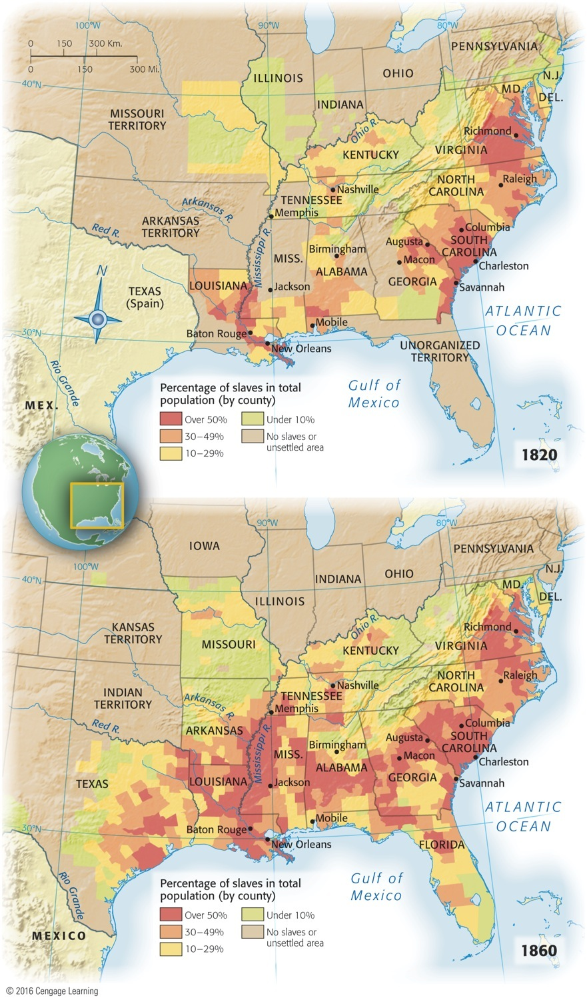 100°W
90°W
80°W
0 150 300 Km.
0 150 300 Mi.
40°N
PENNSYLVANIA
N.J.
MD.
DEL.
ILLINOIS
OHIO
INDIANA
MISSOURI
TERRITORY
Ohio R.
Richmond
VIRGINIA
KENTUCKY
NORTH
CAROLINA
Raleigh
Nashville
TENNESSEE
Memphis
Arkansas R.
ARKANSAS
TERRITORY
Red R.
Mississippi R.
Columbia
SOUTH
CAROLINA
Augusta
Birmingham
MISS.
Macon
Charleston
ALABAMA
GEORGIA
N
LOUISIANA
Jackson
Savannah
TEXAS
(Spain)
ATLANTIC
OCEAN
Mobile
30°N
Baton Rouge
New Orleans
UNORGANIZED
TERRITORY
Rio Grande
MEX.
Gulf of
Mexico
Percentage of slaves in total
population (by county)
Over 50%
30–49%
10–29%
Under 10%
No slaves or
unsettled area
1820
90°W
80°W
100°W
IOWA
PENNSYLVANIA
N.J.
40°N
INDIANA
OHIO
MD.
DEL.
ILLINOIS
KANSAS
TERRITORY
MISSOURI
Ohio R.
Richmond
VIRGINIA
KENTUCKY
NORTH
CAROLINA
Raleigh
Nashville
INDIAN
TERRITORY
TENNESSEE
Memphis
Arkansas R.
Red R.
ARKANSAS
Mississippi R.
Columbia
SOUTH
CAROLINA
Augusta
Birmingham
MISS.
Macon
Charleston
ALABAMA
GEORGIA
TEXAS
LOUISIANA
Jackson
Savannah
ATLANTIC
OCEAN
Mobile
30°N
Baton Rouge
New Orleans
FLORIDA
Rio Grande
MEXICO
Gulf of
Mexico
Percentage of slaves in total
population (by county)
Over 50%
30–49%
10–29%
Under 10%
No slaves or
unsettled area
1860
© 2016 Cengage Learning